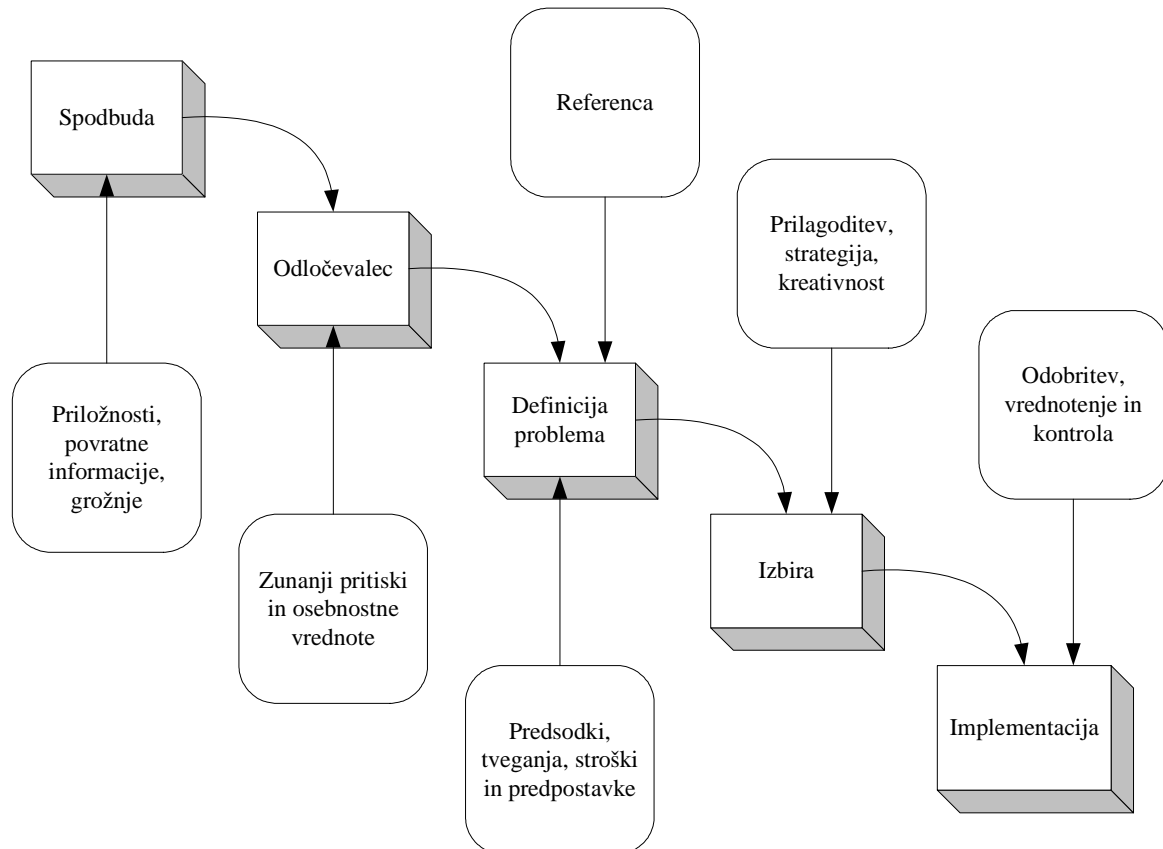 Spodbuda
Referenca
Odločevalec
Prilagoditev,
strategija,
kreativnost
Priložnosti,
povratne
informacije,
grožnje
Definicija
problema
Odobritev,
vrednotenje in
kontrola
Zunanji pritiski
in osebnostne
vrednote
Izbira
Predsodki,
tveganja, stroški
in predpostavke
Implementacija